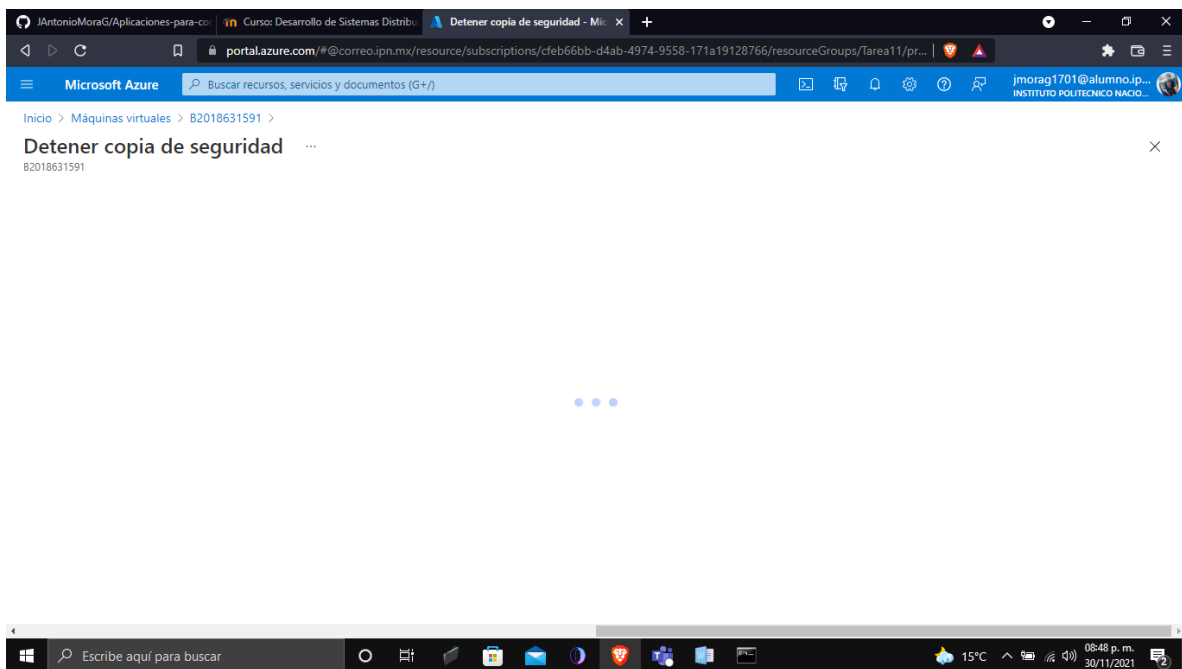 JAntonioMoraG/Aplicaciones-para-co
Curso: Desarrollo de Sistemas Distribu
Detener copia de seguridad - Mic
portal.azure.com/#@correo.ipn.mx/resource/subscriptions/cfeb66bb-d4ab-4974-9558-171a19128766/resourceGroups/Tarea11/pr...
Microsoft Azure
Buscar recursos, servicios y documentos (G+/)
jmorag1701@alumno.ip...
INSTITUTO POLITECNICO NACIO...
Inicio > Máquinas virtuales > B2018631591 >
Detener copia de seguridad ...
B2018631591
Escribe aquí para buscar
15°C
08:48 p. m.
30/11/2021
2